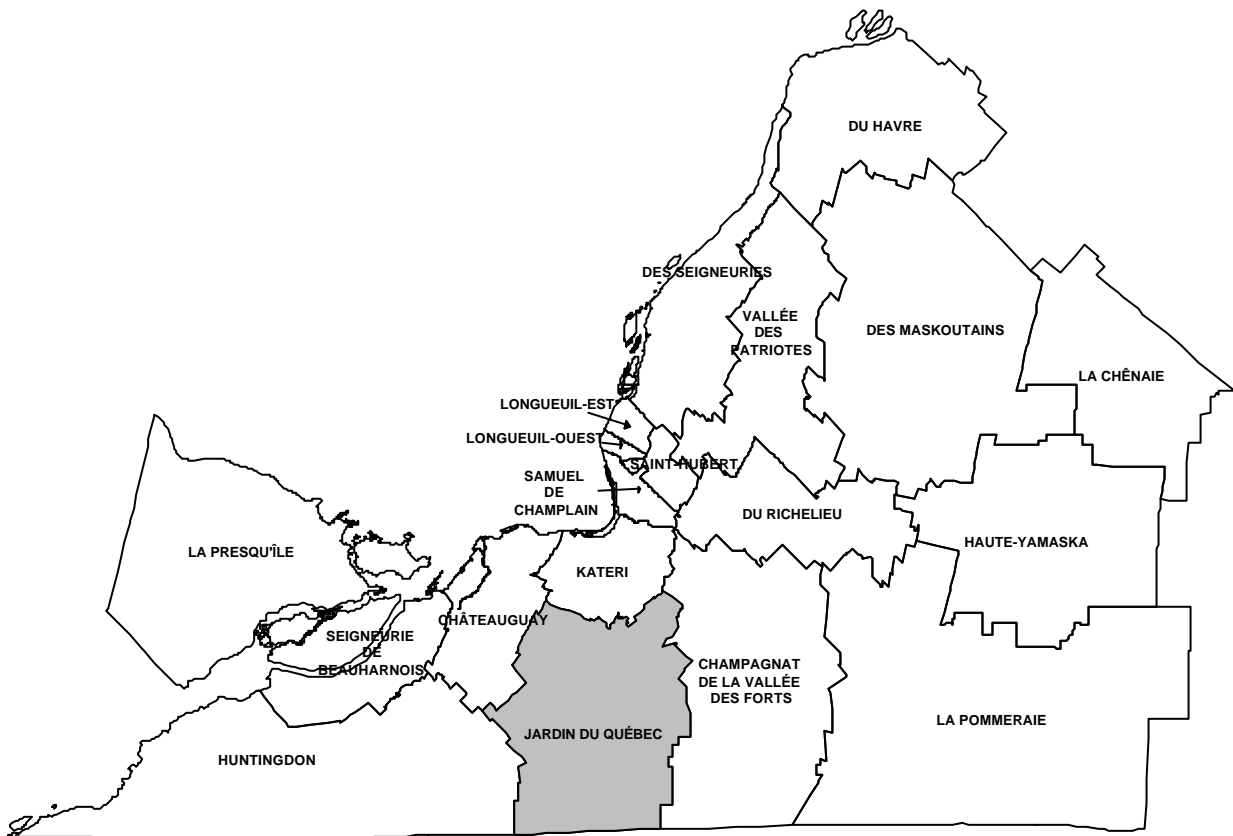 DU HAVRE
DES SEIGNEURIES
VALLÉE
DES
PATRIOTES
DES MASKOUTAINS
LA CHÊNAIE
LONGUEUIL-EST
LONGUEUIL-OUEST
SAINT-HUBERT
SAMUEL
DE
CHAMPLAIN
DU RICHELIEU
LA PRESQU'ÎLE
HAUTE-YAMASKA
KATERI
CHÂTEAUGUAY
SEIGNEURIE
DE
BEAUHARNOIS
CHAMPAGNAT
DE LA VALLÉE
DES FORTS
LA POMMERAIE
JARDIN DU QUÉBEC
HUNTINGDON